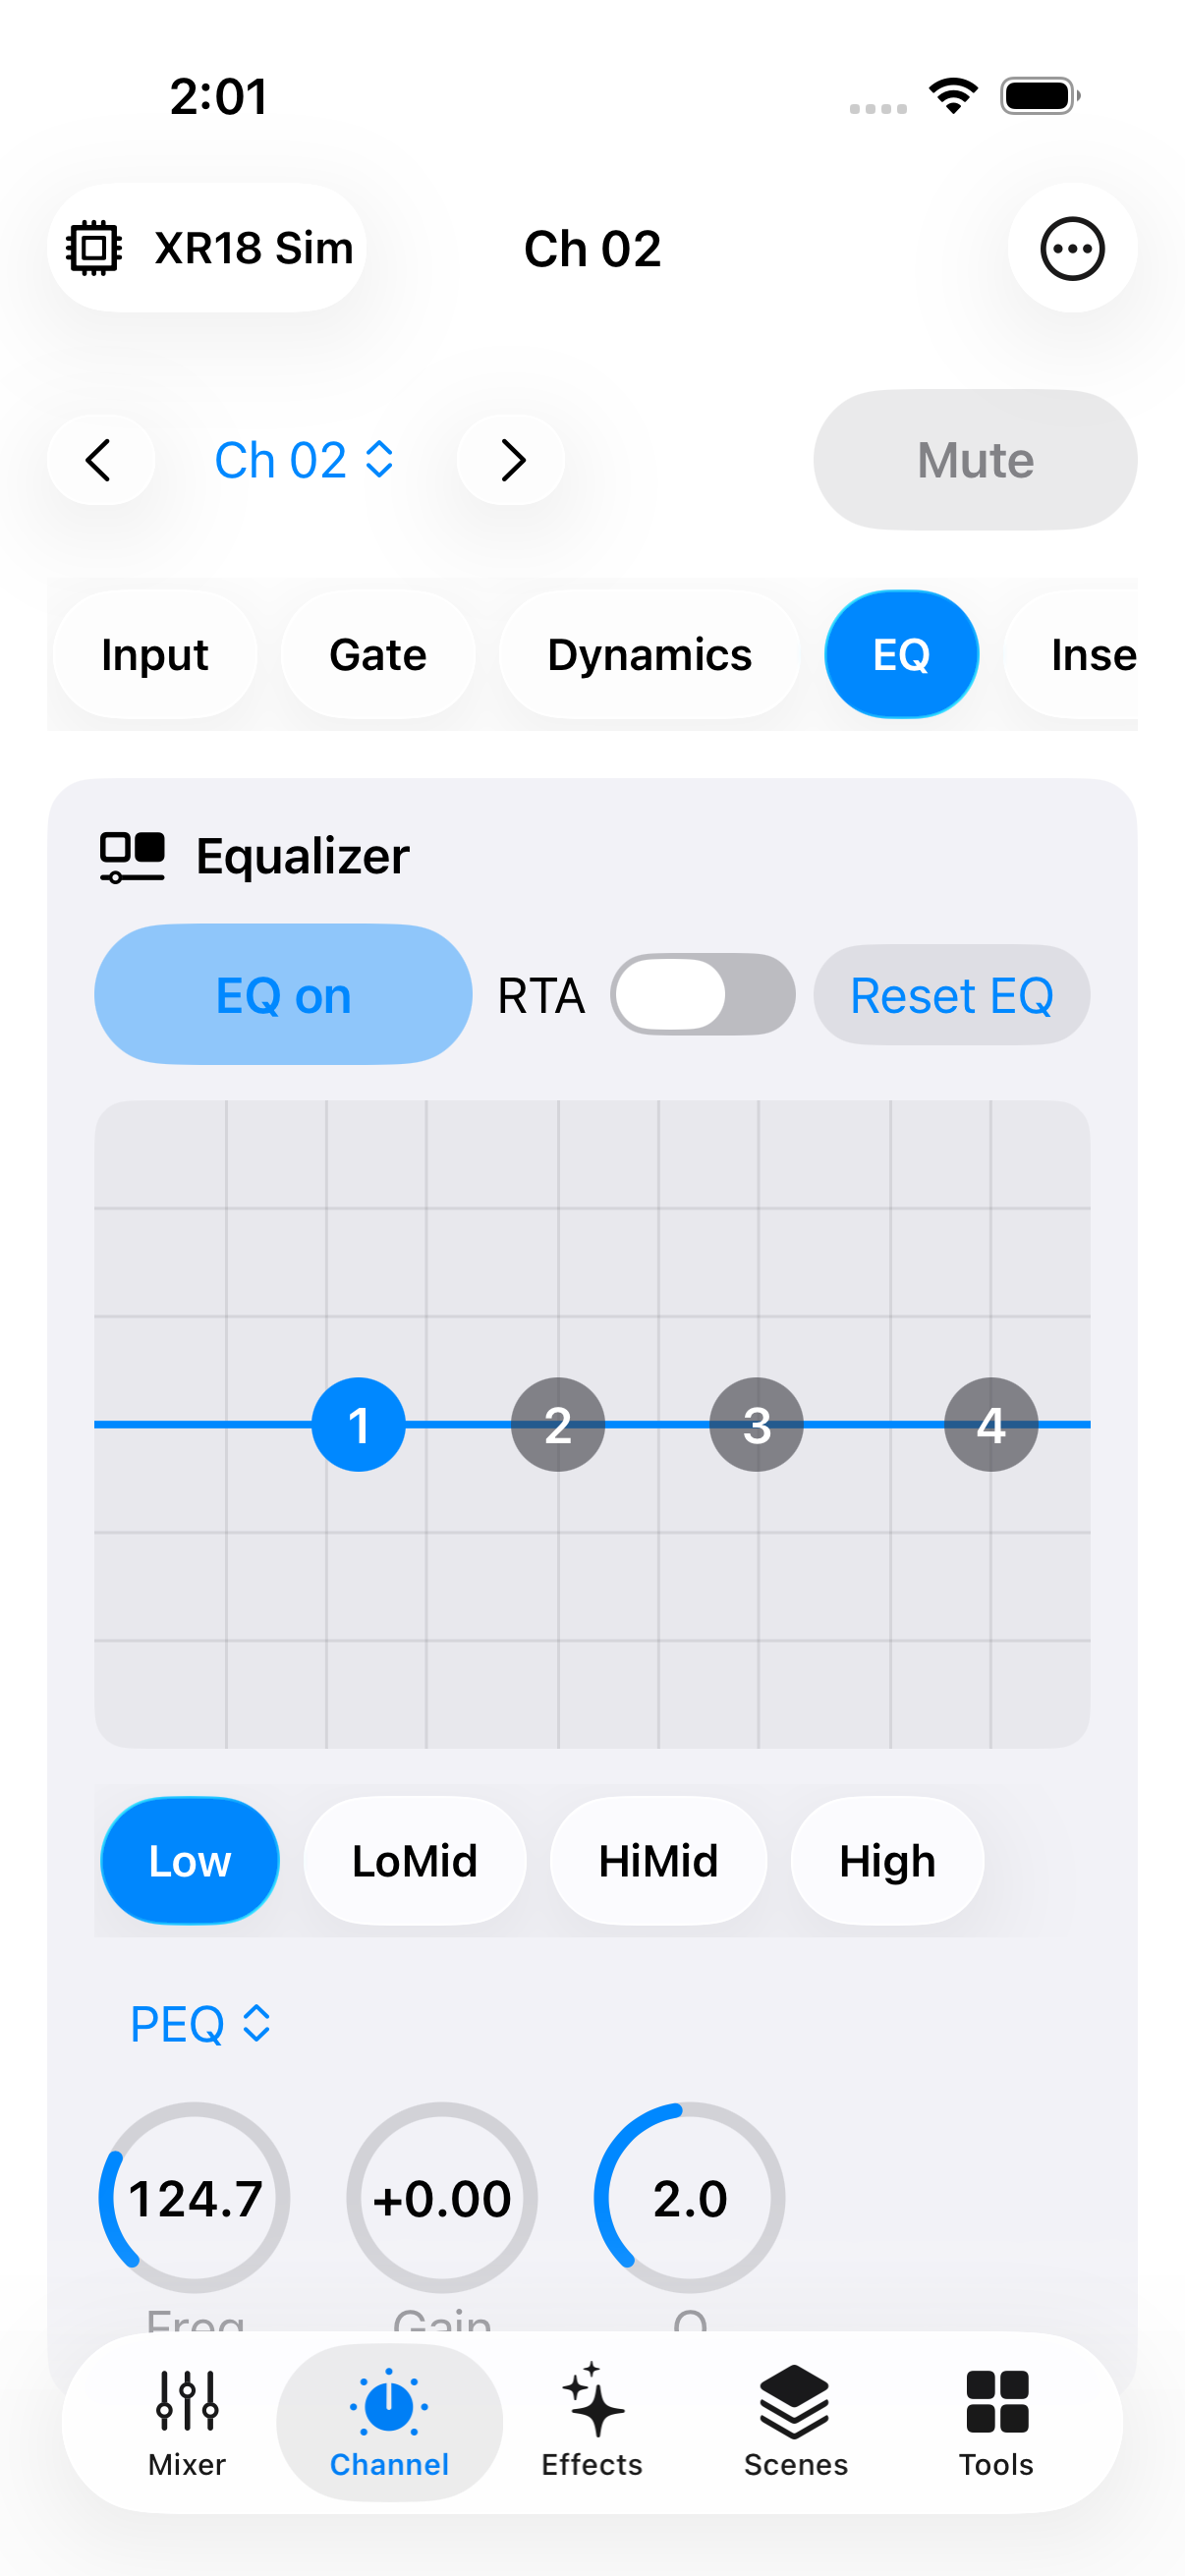 2:01
XR18 Sim
Ch 02
Ch 02
Mute
Input
Gate
Dynamics
EQ
Inse
Equalizer
EQ on
RTA
Reset EQ
1
2
3
4
Low
LoMid
HiMid
High
PEQ
124.7
+0.00
2.0
Freq
Gain
Q
Mixer
Channel
Effects
Scenes
Tools